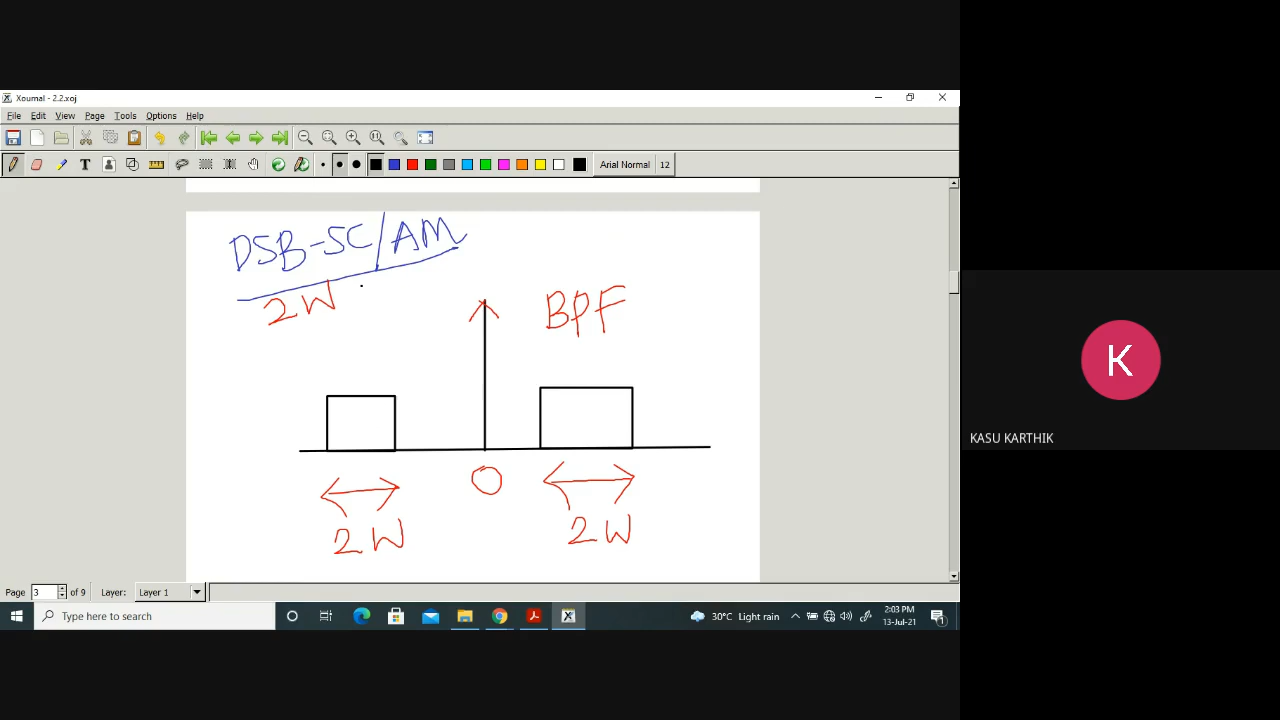 Xournal - 2.2.xoj
File Edit View Page Tools Options Help
Arial Normal 12
DSB-SC/AM
2W
BPF
0
2W 2W
K
KASU KARTHIK
Page 3 of 9 Layer: Layer 1
Type here to search
30°C Light rain
2:03 PM
13-Jul-21
1